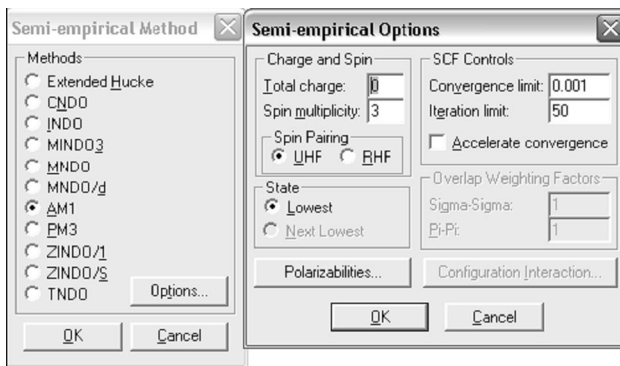 Semi-empirical Method
Methods
Extended Hucke
CNDO
INDO
MINDO3
MNDO
MNDO/d
AM1
PM3
ZINDO/1
ZINDO/S
TNDO
Options...
OK
Cancel
Semi-empirical Options
Charge and Spin
Total charge: 0
Spin multiplicity: 3
Spin Pairing
UHF RHF
State
Lowest
Next Lowest
SCF Controls
Convergence limit: 0.001
Iteration limit: 50
Accelerate convergence
Overlap Weighting Factors
Sigma-Sigma: 1
Pi-Pi: 1
Polarizabilities...
Configuration Interaction...
OK
Cancel